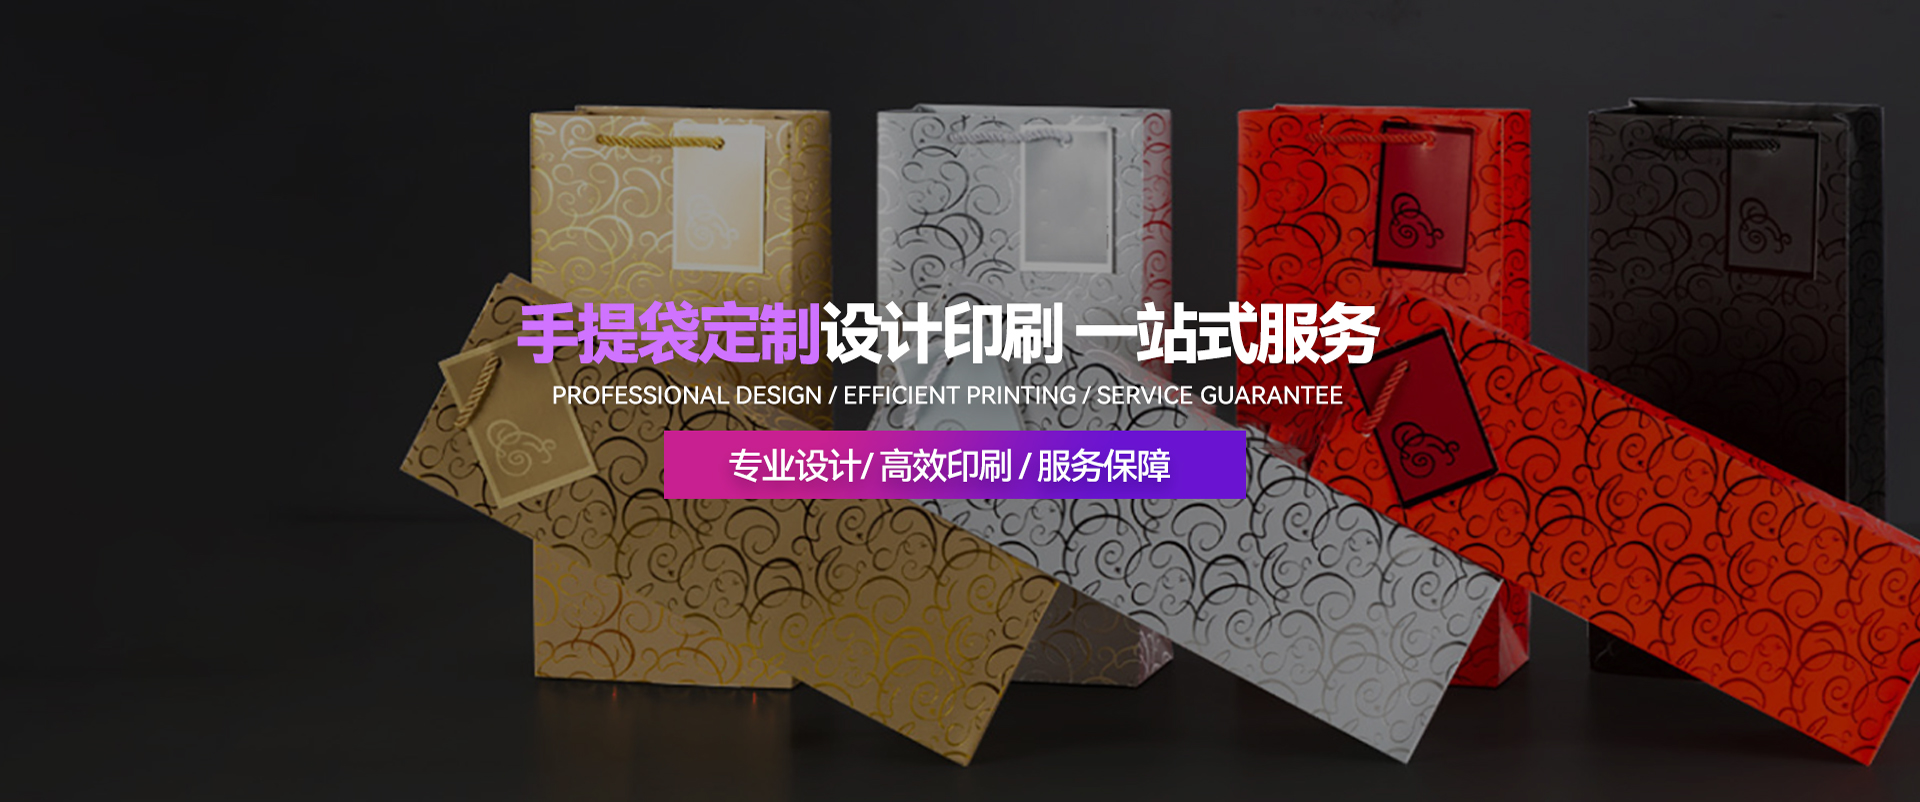 手提袋定制设计印刷 一站式服务
PROFESSIONAL DESIGN / EFFICIENT PRINTING / SERVICE GUARANTEE
专业设计/ 高效印刷 / 服务保障